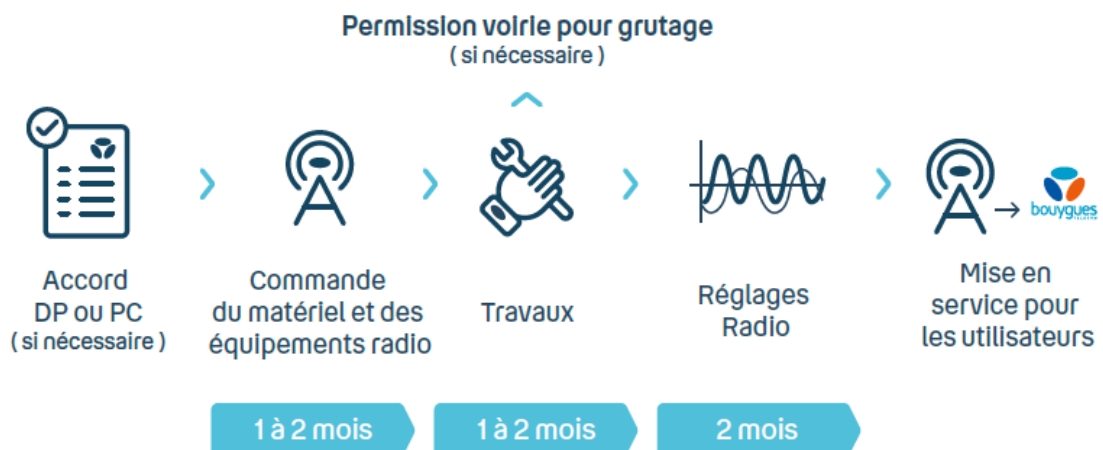 Permission voirie pour grutage
( si nécessaire )
Accord
DP ou PC
( si nécessaire )
Commande
du matériel et des
équipements radio
Travaux
Réglages
Radio
bouygues
TELECOM
Mise en
service pour
les utilisateurs
1 à 2 mois
1 à 2 mois
2 mois